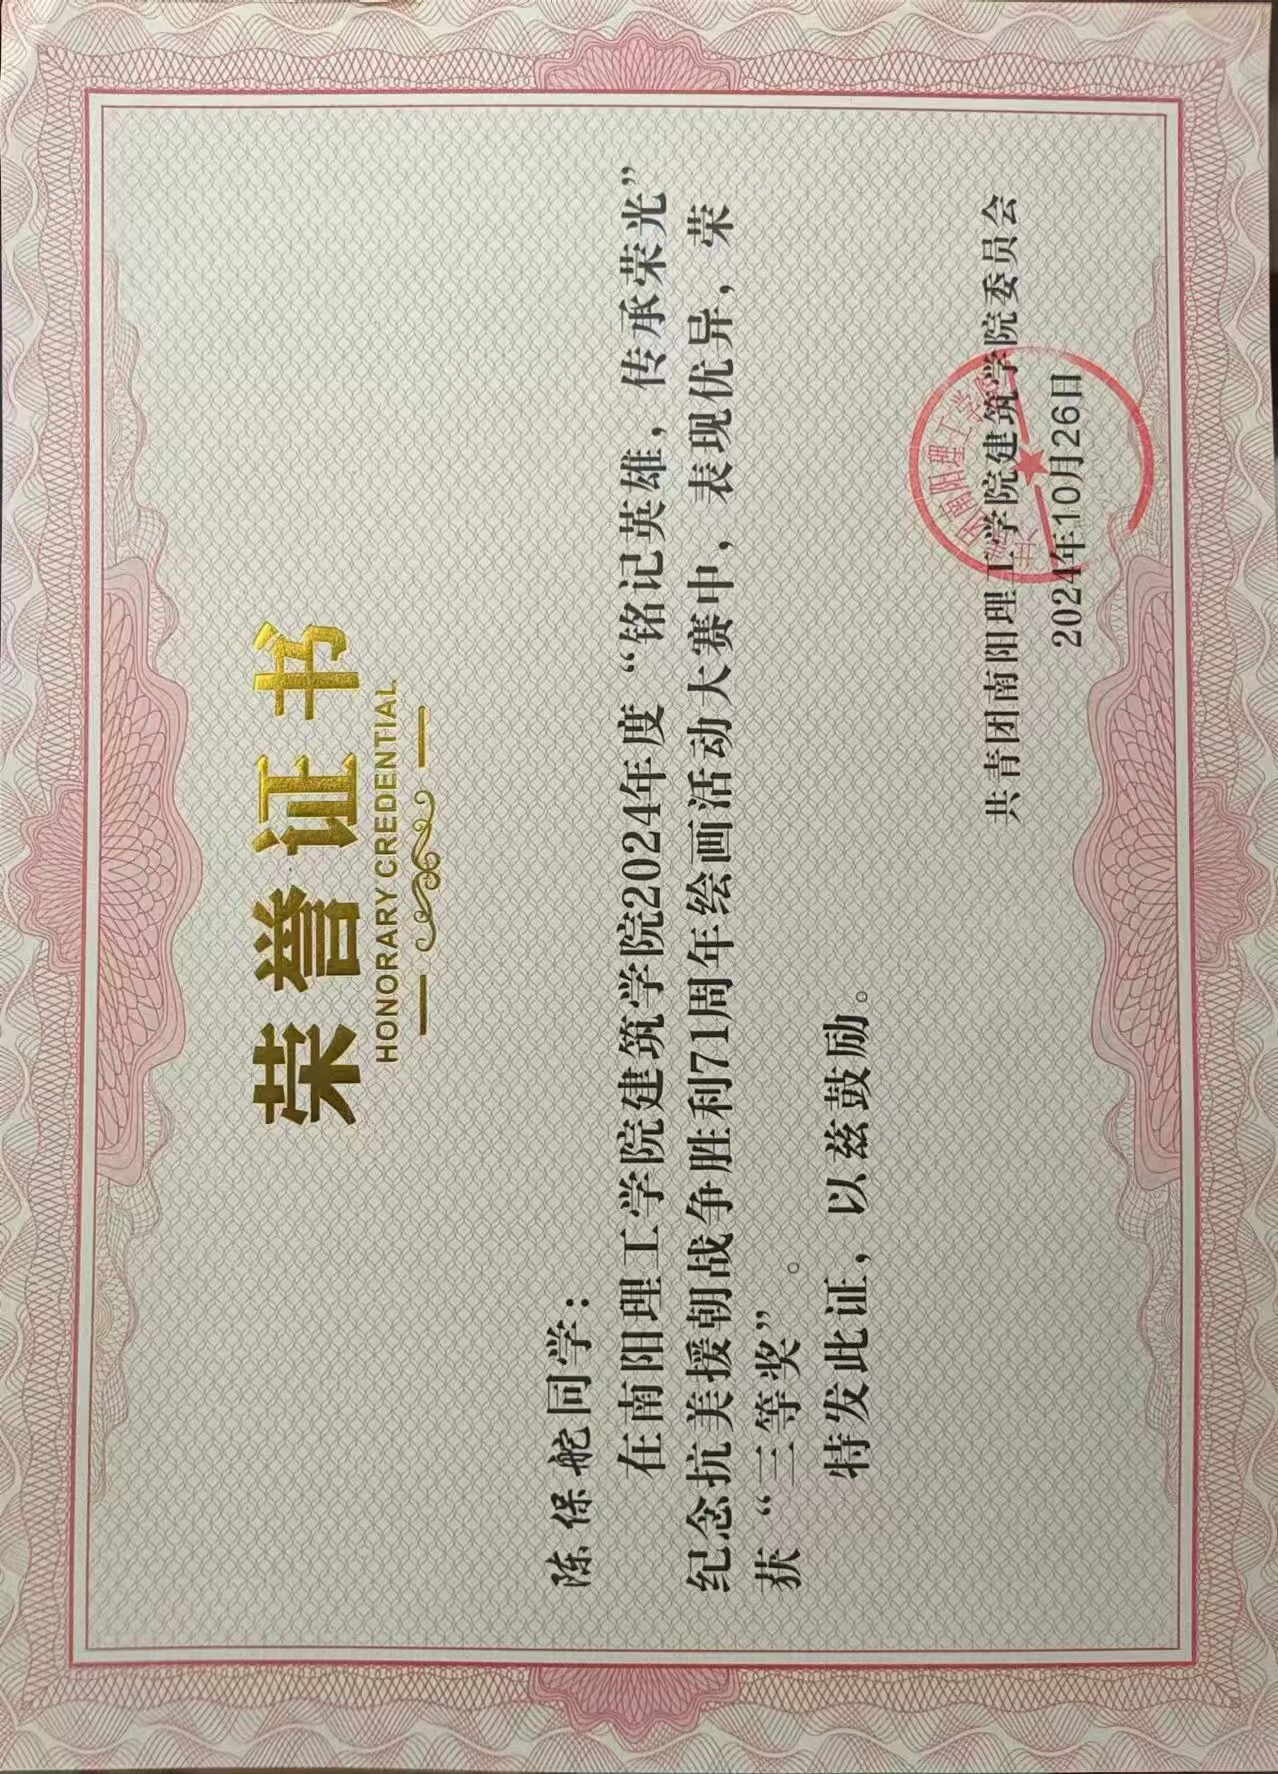 荣誉证书
HONORARY CREDENTIAL
陈保舵同学：
在南阳理工学院建筑学院2024年度“铭记英雄，传承荣光”
纪念抗美援朝战争胜利71周年绘画活动大赛中，表现优异，荣
获“三等奖”。
特发此证，以兹鼓励。
共青团南阳理工学院建筑学院委员会
2024年10月26日